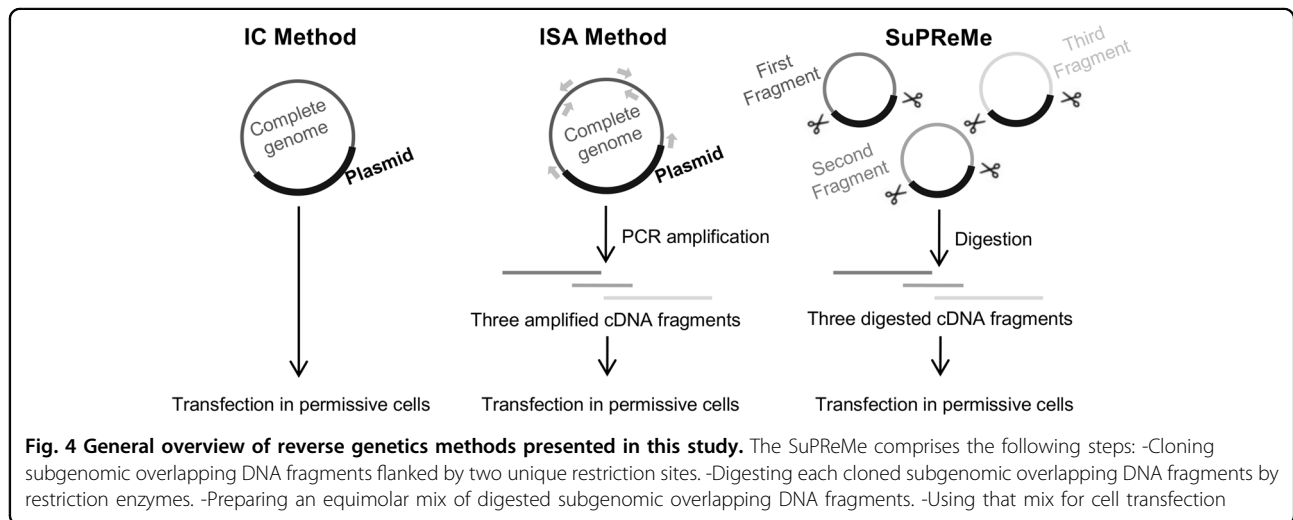 IC Method
Complete
genome
Plasmid
Transfection in permissive cells
ISA Method
Complete
genome
Plasmid
PCR amplification
Three amplified cDNA fragments
Transfection in permissive cells
SuPReMe
First
Fragment
Third
Fragment
Second
Fragment
Digestion
Three digested cDNA fragments
Transfection in permissive cells
Fig. 4 General overview of reverse genetics methods presented in this study. The SuPReMe comprises the following steps: -Cloning
subgenomic overlapping DNA fragments flanked by two unique restriction sites. -Digesting each cloned subgenomic overlapping DNA fragments by
restriction enzymes. -Preparing an equimolar mix of digested subgenomic overlapping DNA fragments. -Using that mix for cell transfection